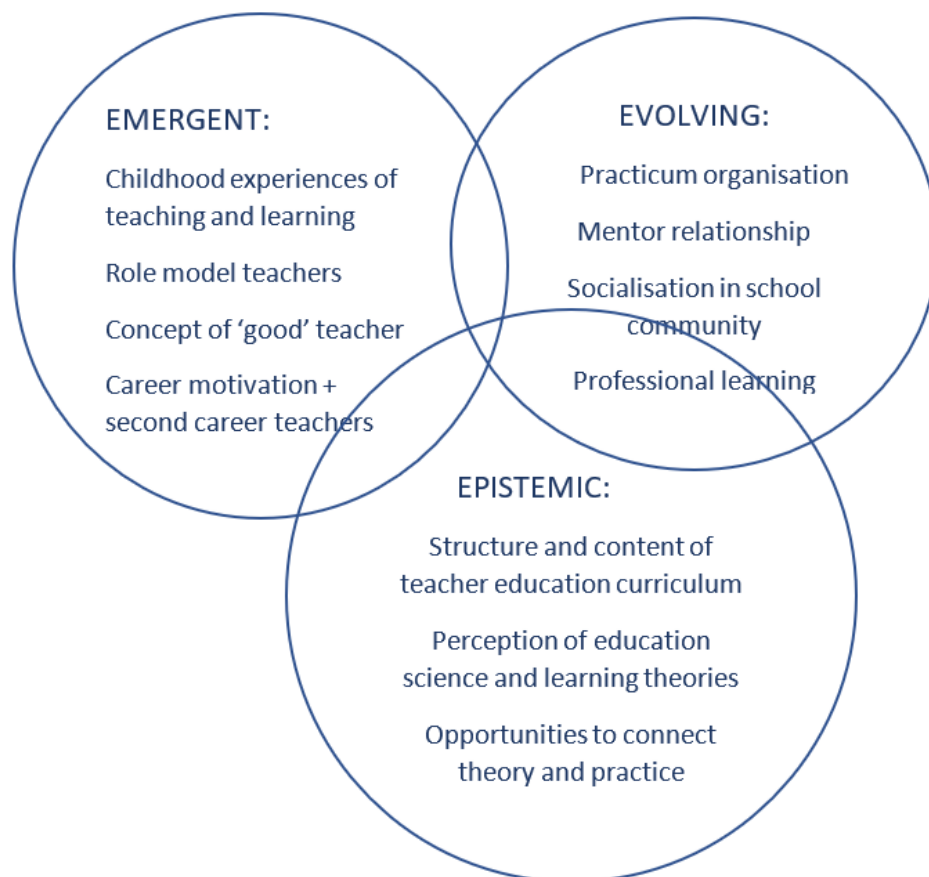 EMERGENT:
Childhood experiences of
teaching and learning
Role model teachers
Concept of ‘good’ teacher
Career motivation +
second career teachers
EVOLVING:
Practicum organisation
Mentor relationship
Socialisation in school
community
Professional learning
EPISTEMIC:
Structure and content of
teacher education curriculum
Perception of education
science and learning theories
Opportunities to connect
theory and practice